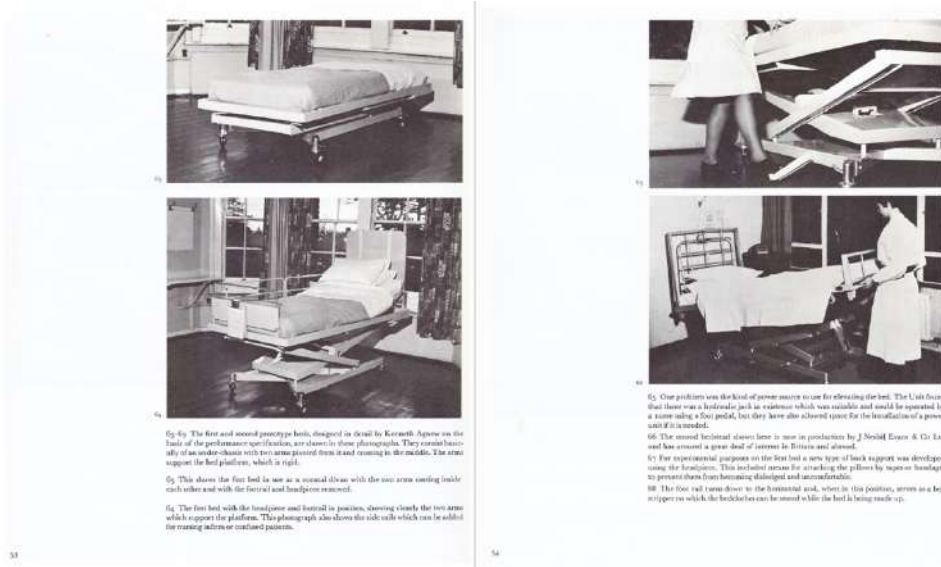 63
64
63-69 The first and second prototype beds, designed in detail by Kenneth Agnew on the
basis of the performance specification, are shown in these photographs. They consist basic-
ally of an under-chassis with two arms pivoted from it and crossing in the middle. The arms
support the bed platform, which is rigid.
63 This shows the first bed in use as a normal divan with the two arms nesting inside
each other and with the footrail and headpiece removed.
64 The first bed with the headpiece and footrail in position, showing clearly the two arms
which support the platform. This photograph also shows the side rails which can be added
for nursing infirm or confused patients.
53
65
66
65 One problem was the kind of power source to use for elevating the bed. The Unit foun
that there was a hydraulic jack in existence which was suitable and could be operated b
a nurse using a foot pedal, but they have also allowed space for the installation of a powe
unit if it is needed.
66 The second bedstead shown here is now in production by J Nesbit Evans & Co Lt
and has aroused a great deal of interest in Britain and abroad.
67 For experimental purposes on the first bed a new type of back support was develope
using the headpiece. This included means for attaching the pillows by tapes or bandage
to prevent them from becoming dislodged and uncomfortable.
68 The foot rail turns down to the horizontal and, when in this position, serves as a be
stripper on which the bedclothes can be stored while the bed is being made up.
54